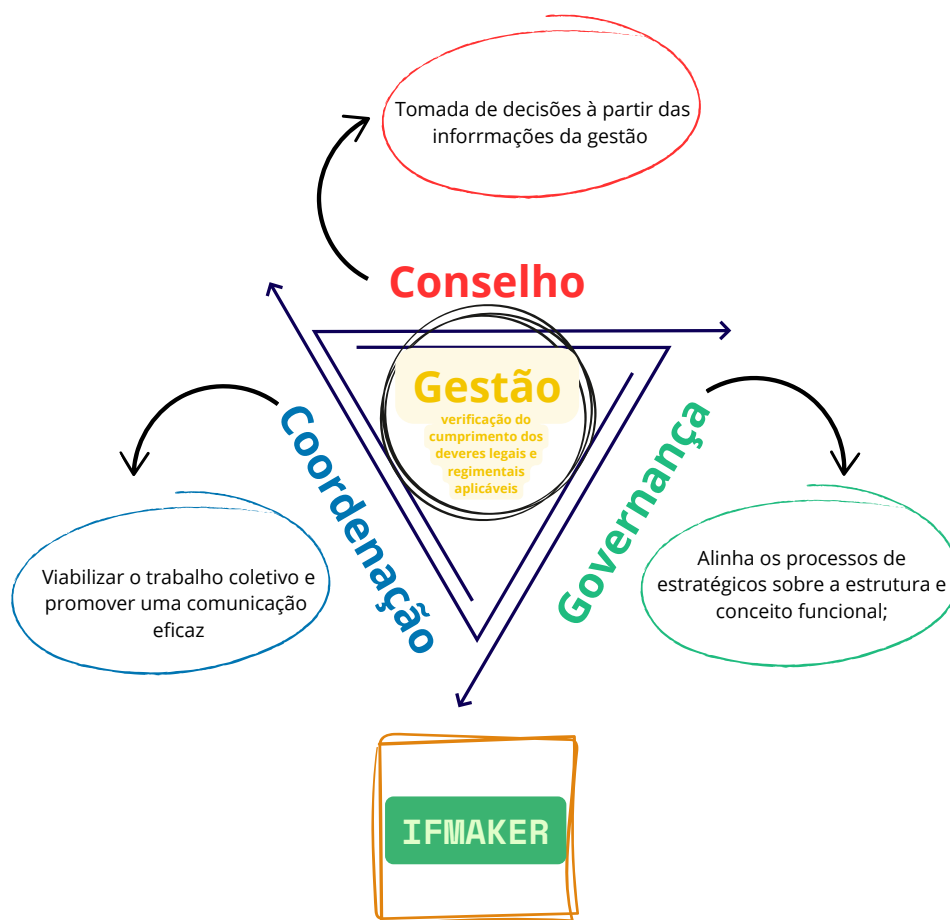 Tomada de decisões à partir das
inforrmações da gestão
Conselho
Gestão
verificação do
cumprimento dos
deveres legais e
regimentais
aplicáveis
Coordenação
Governança
Viabilizar o trabalho coletivo e
promover uma comunicação
eficaz
Alinha os processos de
estratégicos sobre a estrutura e
conceito funcional;
IFMAKER